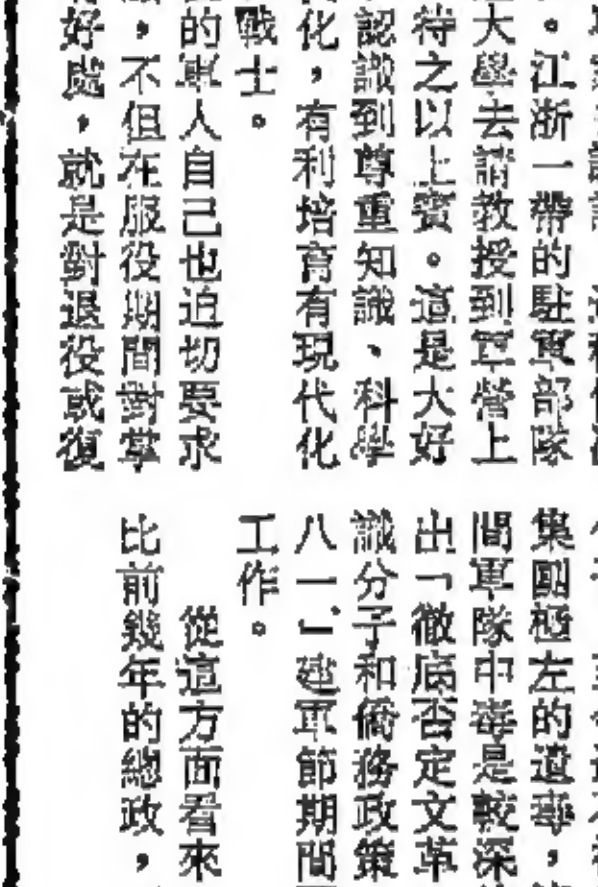 。江浙一帶的駐軍部隊
大學去請教授到軍營上
待之以上賓。這是大好
認識到尊重知識、科學
化，有利培育有現代化
戰士。
的軍人自己也迫切要求
，不但在服役期間對掌
好處，就是對退役或復
集團極左的遺毒，
間軍隊中毒是較深
出「徹底否定文革
識分子和僑務政策
八一」建軍節期間
工作。
從這方面看來
比前幾年的總政，